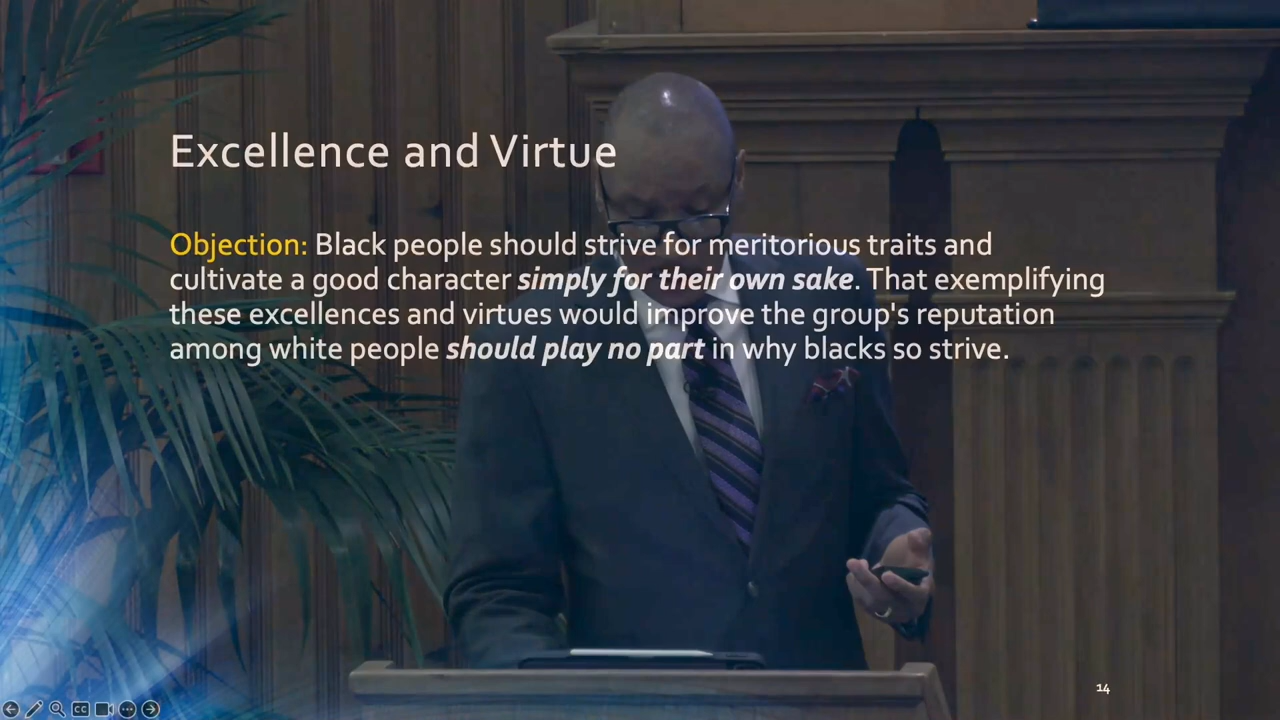 Excellence and Virtue
Objection: Black people should strive for meritorious traits and
cultivate a good character simply for their own sake. That exemplifying
these excellences and virtues would improve the group's reputation
among white people should play no part in why blacks so strive.
14
CC